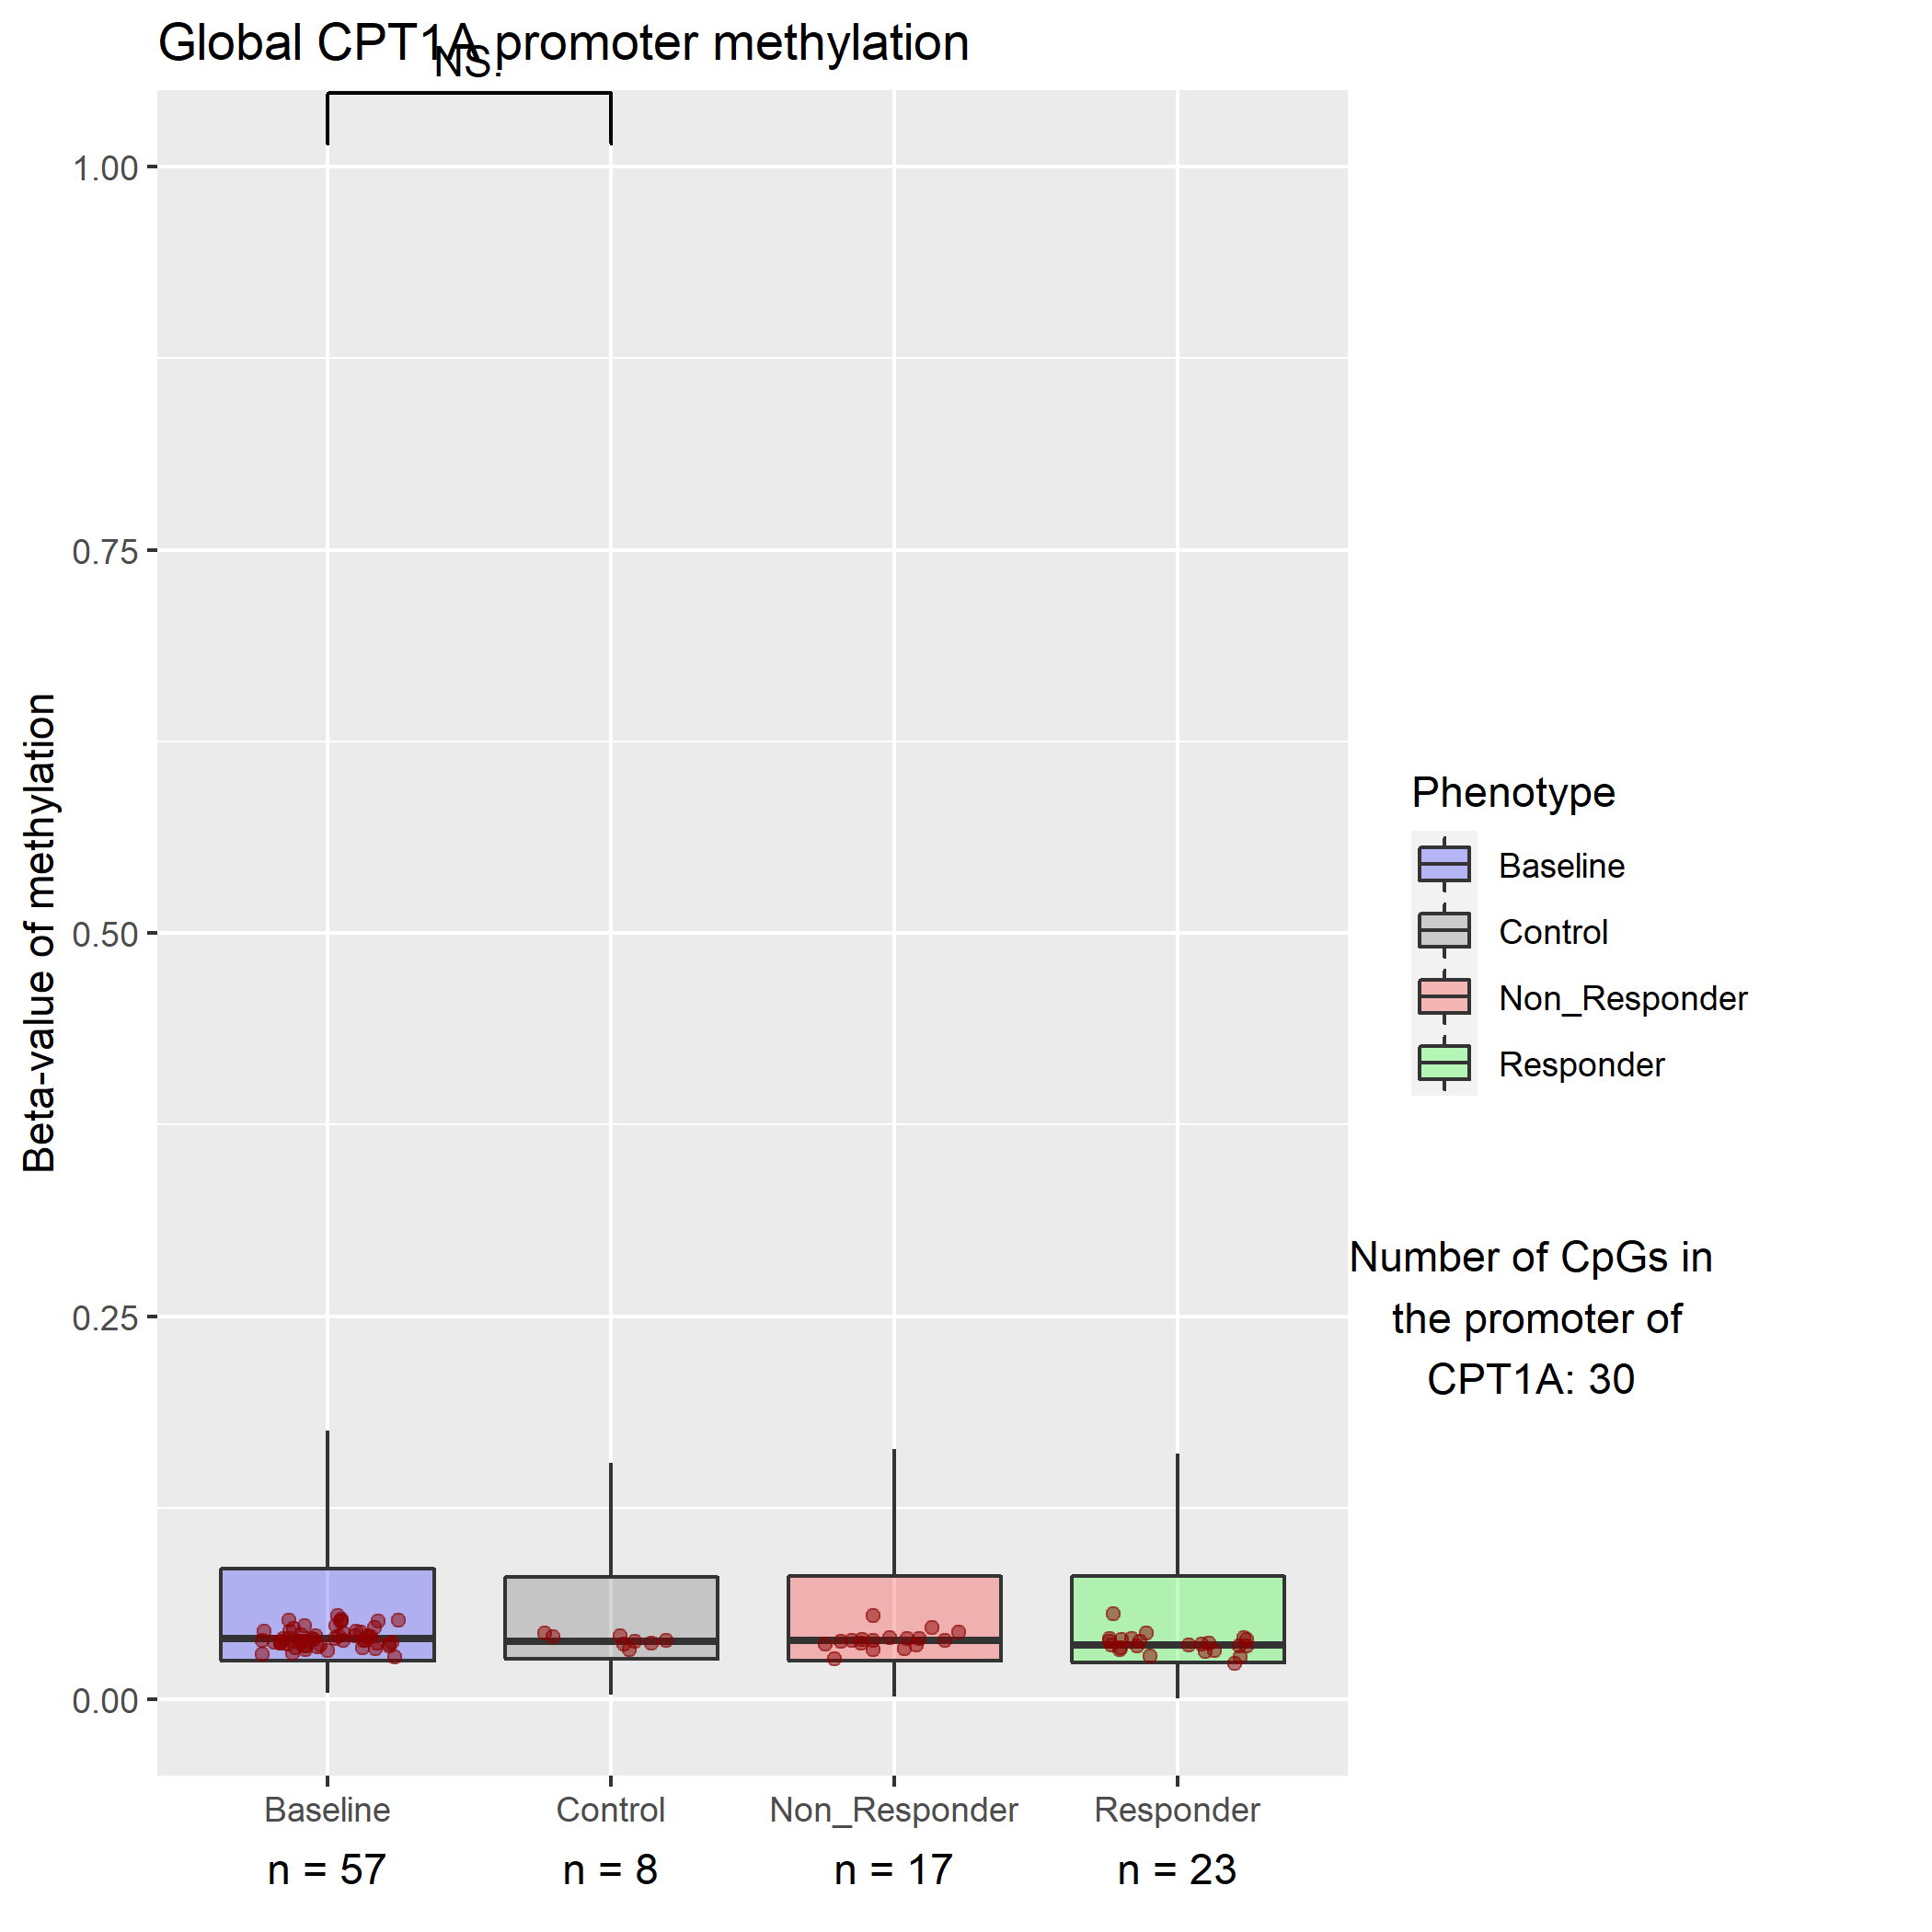 Global CPT1A promoter methylation
NS.
Beta-value of methylation
1.00
0.75
0.50
0.25
0.00
Baseline
Control
Non_Responder
Responder
n = 57
n = 8
n = 17
n = 23
Phenotype
Baseline
Control
Non_Responder
Responder
Number of CpGs in
the promoter of
CPT1A: 30